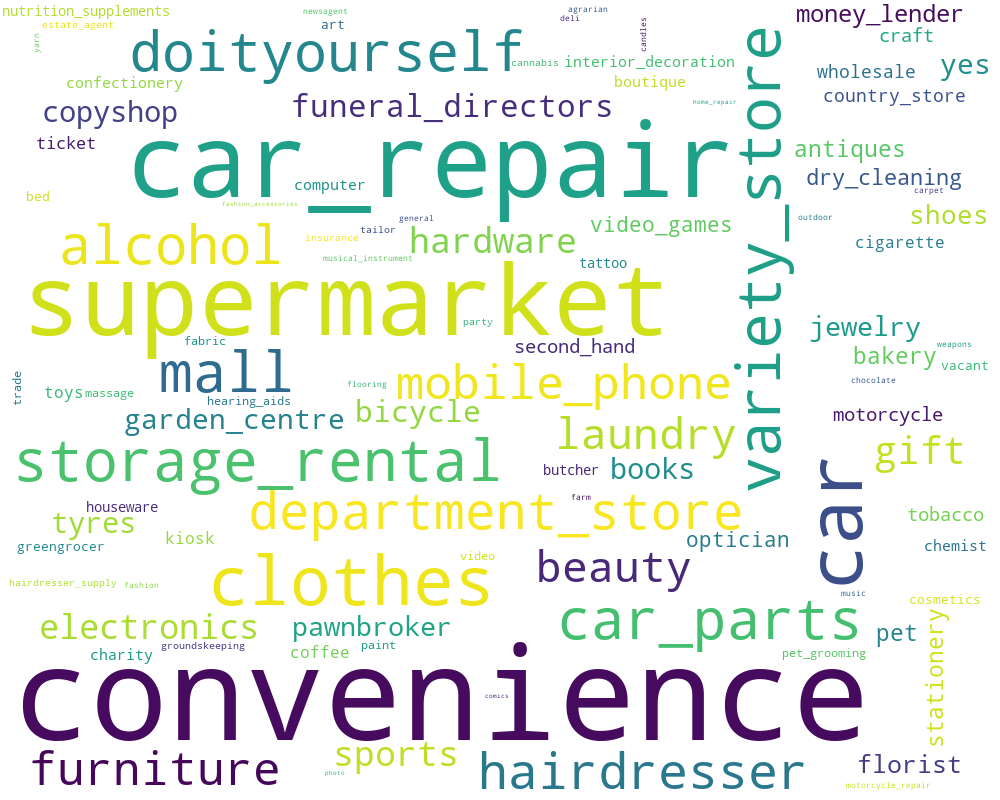 nutrition_supplements
newsagent
agrarian
money_lender
estate_agent
art
deli
candles
craft
yarn
doityourself
cannabis
interior_decoration
variety_store
wholesale
yes
confectionery
boutique
country_store
copyshop
funeral_directors
home_repair
ticket
car_repair
antiques
computer
dry_cleaning
bed
carpet
fashion_accessories
general
tailor
video_games
outdoor
shoes
alcohol
insurance
hardware
cigarette
musical_instrument
tattoo
supermarket
party
jewelry
fabric
second_hand
weapons
bakery
vacant
mall
trade
toys
massage
flooring
mobile_phone
chocolate
hearing_aids
garden_centre
bicycle
motorcycle
laundry
gift
storage_rental
butcher
books
car
department_store
farm
houseware
tyres
kiosk
optician
tobacco
greengrocer
chemist
video
beauty
hairdresser_supply
fashion
clothes
music
cosmetics
electronics
pawnbroker
car_parts
pet
stationery
groundskeeping
paint
charity
coffee
pet_grooming
convenience
comics
furniture
sports
photo
hairdresser
florist
motorcycle_repair